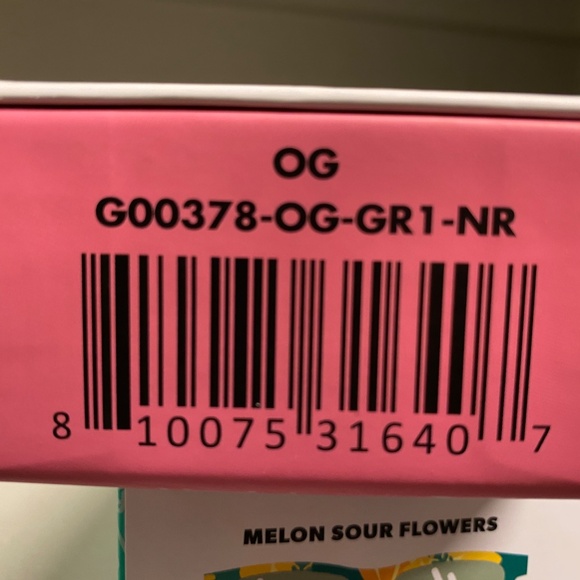 OG
G00378-OG-GR1-NR
8 10075 31640 7
MELON SOUR FLOWERS